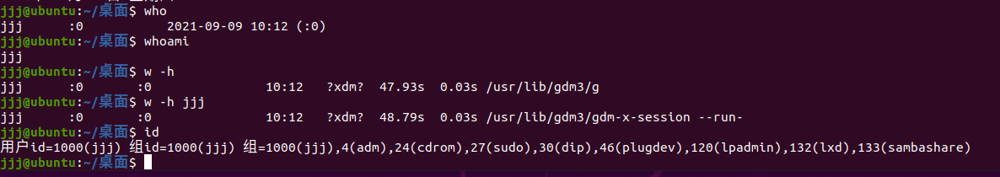 jjj@ubuntu:~/桌面$ who
jjj      :0           2021-09-09 10:12 (:0)
jjj@ubuntu:~/桌面$ whoami
jjj
jjj@ubuntu:~/桌面$ w -h
jjj      :0       :0               10:12   ?xdm?  47.93s  0.03s /usr/lib/gdm3/g
jjj@ubuntu:~/桌面$ w -h jjj
jjj      :0       :0               10:12   ?xdm?  48.79s  0.03s /usr/lib/gdm3/gdm-x-session --run-
jjj@ubuntu:~/桌面$ id
用户id=1000(jjj) 组id=1000(jjj) 组=1000(jjj),4(adm),24(cdrom),27(sudo),30(dip),46(plugdev),120(lpadmin),132(lxd),133(sambashare)
jjj@ubuntu:~/桌面$